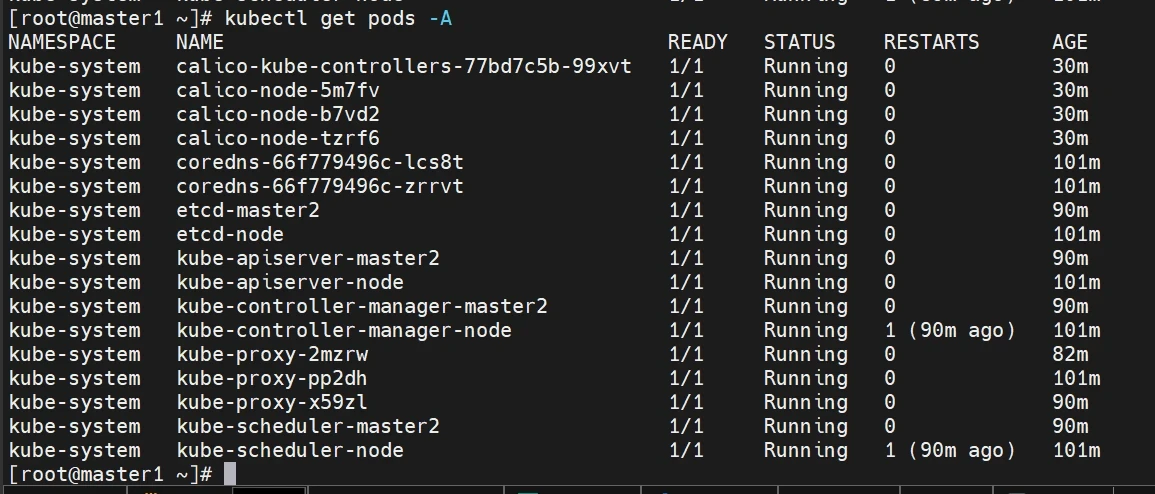 [root@master1 ~]# kubectl get pods -A
NAMESPACE NAME READY STATUS RESTARTS AGE
kube-system calico-kube-controllers-77bd7c5b-99xvt 1/1 Running 0 30m
kube-system calico-node-5m7fv 1/1 Running 0 30m
kube-system calico-node-b7vd2 1/1 Running 0 30m
kube-system calico-node-tzrf6 1/1 Running 0 30m
kube-system coredns-66f779496c-lcs8t 1/1 Running 0 101m
kube-system coredns-66f779496c-zrrvt 1/1 Running 0 101m
kube-system etcd-master2 1/1 Running 0 90m
kube-system etcd-node 1/1 Running 0 101m
kube-system kube-apiserver-master2 1/1 Running 0 90m
kube-system kube-apiserver-node 1/1 Running 0 101m
kube-system kube-controller-manager-master2 1/1 Running 0 90m
kube-system kube-controller-manager-node 1/1 Running 1 (90m ago) 101m
kube-system kube-proxy-2mzrw 1/1 Running 0 82m
kube-system kube-proxy-pp2dh 1/1 Running 0 101m
kube-system kube-proxy-x59zl 1/1 Running 0 90m
kube-system kube-scheduler-master2 1/1 Running 0 90m
kube-system kube-scheduler-node 1/1 Running 1 (90m ago) 101m
[root@master1 ~]#